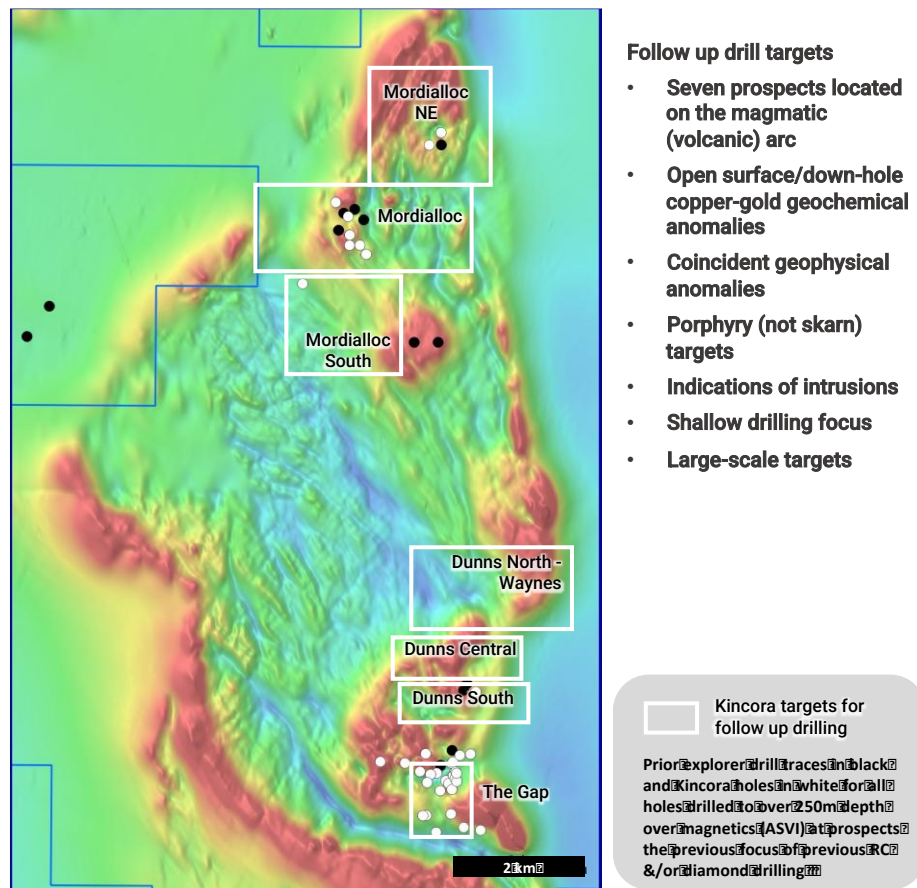 Mordialloc
NE
Mordialloc
Mordialloc
South
Dunns North -
Waynes
Dunns Central
Dunns South
The Gap
2 km
Follow up drill targets
• Seven prospects located
on the magmatic
(volcanic) arc
• Open surface/down-hole
copper-gold geochemical
anomalies
• Coincident geophysical
anomalies
• Porphyry (not skarn)
targets
• Indications of intrusions
• Shallow drilling focus
• Large-scale targets
Kincora targets for
follow up drilling
Prior explorer drill traces in black
and Kincora holes in white for all
holes drilled to over 250m depth
over magnetics (ASVI) at prospects
the previous focus of previous RC
&/or diamond drilling